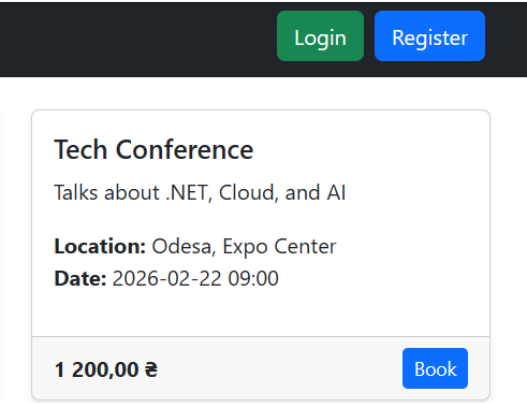 Login Register
Tech Conference
Talks about .NET, Cloud, and AI
Location: Odesa, Expo Center
Date: 2026-02-22 09:00
1 200,00 ₴ Book